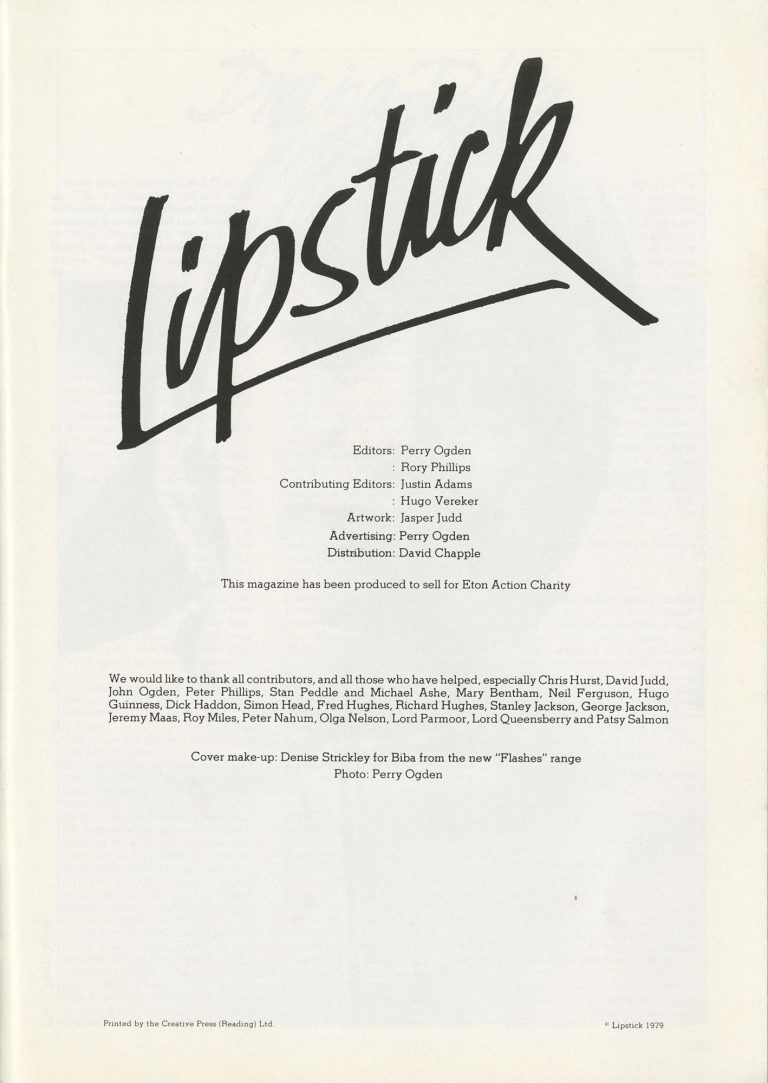 Lipstick
Editors: Perry Ogden
: Rory Phillips
Contributing Editors: Justin Adams
: Hugo Vereker
Artwork: Jasper Judd
Advertising: Perry Ogden
Distribution: David Chapple
This magazine has been produced to sell for Eton Action Charity
We would like to thank all contributors, and all those who have helped, especially Chris Hurst, David Judd,
John Ogden, Peter Phillips, Stan Peddle and Michael Ashe, Mary Bentham, Neil Ferguson, Hugo
Guinness, Dick Haddon, Simon Head, Fred Hughes, Richard Hughes, Stanley Jackson, George Jackson,
Jeremy Maas, Roy Miles, Peter Nahum, Olga Nelson, Lord Parmoor, Lord Queensberry and Patsy Salmon
Cover make-up: Denise Strickley for Biba from the new "Flashes" range
Photo: Perry Ogden
Printed by the Creative Press (Reading) Ltd.
© Lipstick 1979